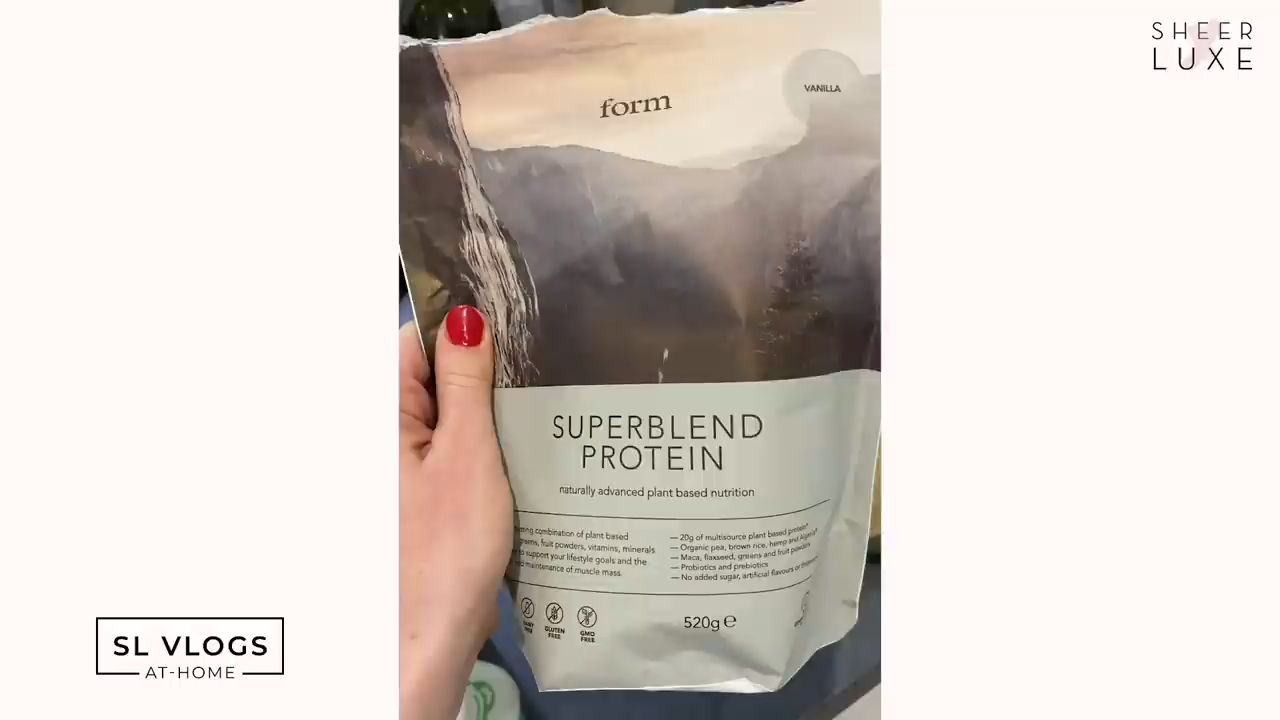 SHEER
LUXE
form
VANILLA
SUPERBLEND
PROTEIN
naturally advanced plant based nutrition
combination of plant based
greens, fruit powders, vitamins, minerals
to support your lifestyle goals and the
maintenance of muscle mass.
— 20g of multisource plant based protein*
— Organic pea, brown rice, hemp and
— Maca, flaxseed, greens and fruit powders
— Probiotics and prebiotics
— No added sugar, artificial flavours or
FREE
GLUTEN
FREE
GMO
FREE
520g e
SL VLOGS
AT-HOME